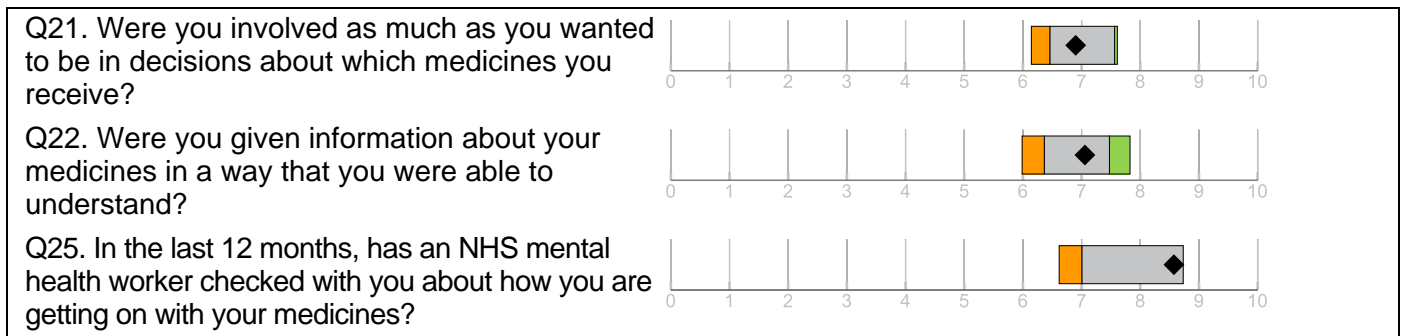 Q21. Were you involved as much as you wanted
to be in decisions about which medicines you
receive?
0 1 2 3 4 5 6 7 8 9 10
Q22. Were you given information about your
medicines in a way that you were able to
understand?
0 1 2 3 4 5 6 7 8 9 10
Q25. In the last 12 months, has an NHS mental
health worker checked with you about how you are
getting on with your medicines?
0 1 2 3 4 5 6 7 8 9 10